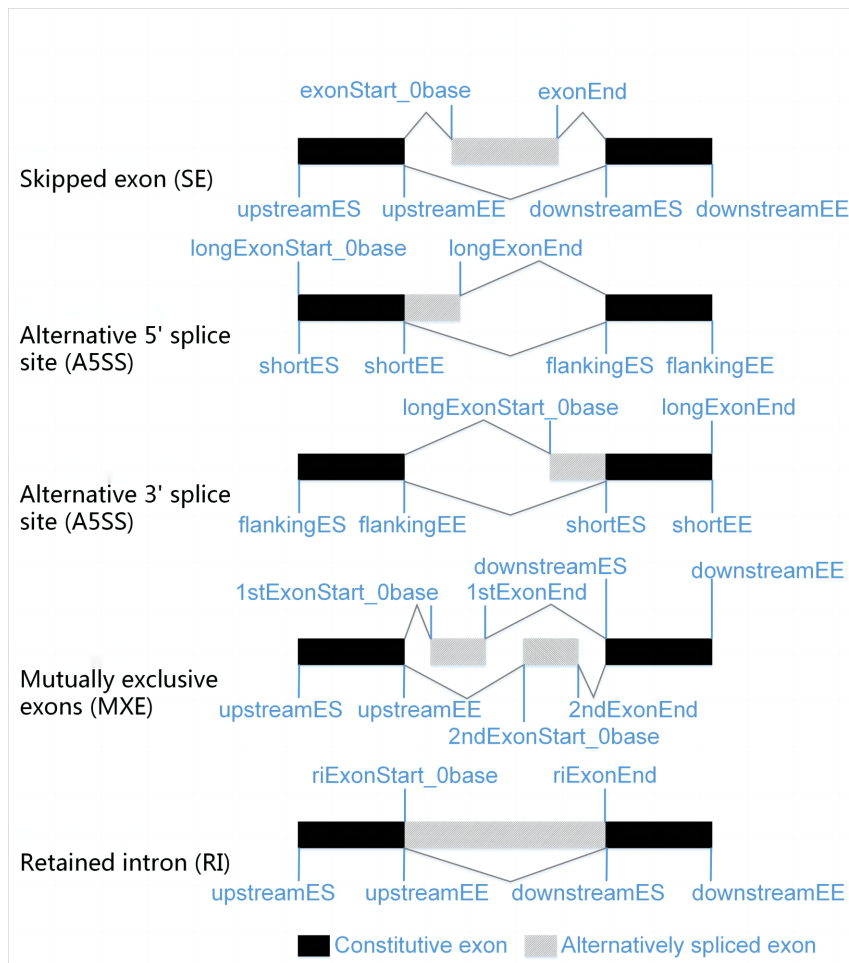 exonStart_0base exonEnd
Skipped exon (SE)
upstreamES upstreamEE downstreamES downstreamEE
longExonStart_0base longExonEnd
Alternative 5' splice
site (A5SS)
shortES shortEE flankingES flankingEE
longExonStart_0base longExonEnd
Alternative 3' splice
site (A5SS)
flankingES flankingEE shortES shortEE
downstreamES downstreamEE
1stExonStart_0base 1stExonEnd
Mutually exclusive
exons (MXE)
upstreamES upstreamEE 2ndExonEnd
2ndExonStart_0base
riExonStart_0base riExonEnd
Retained intron (RI)
upstreamES upstreamEE downstreamES downstreamEE
Constitutive exon Alternatively spliced exon